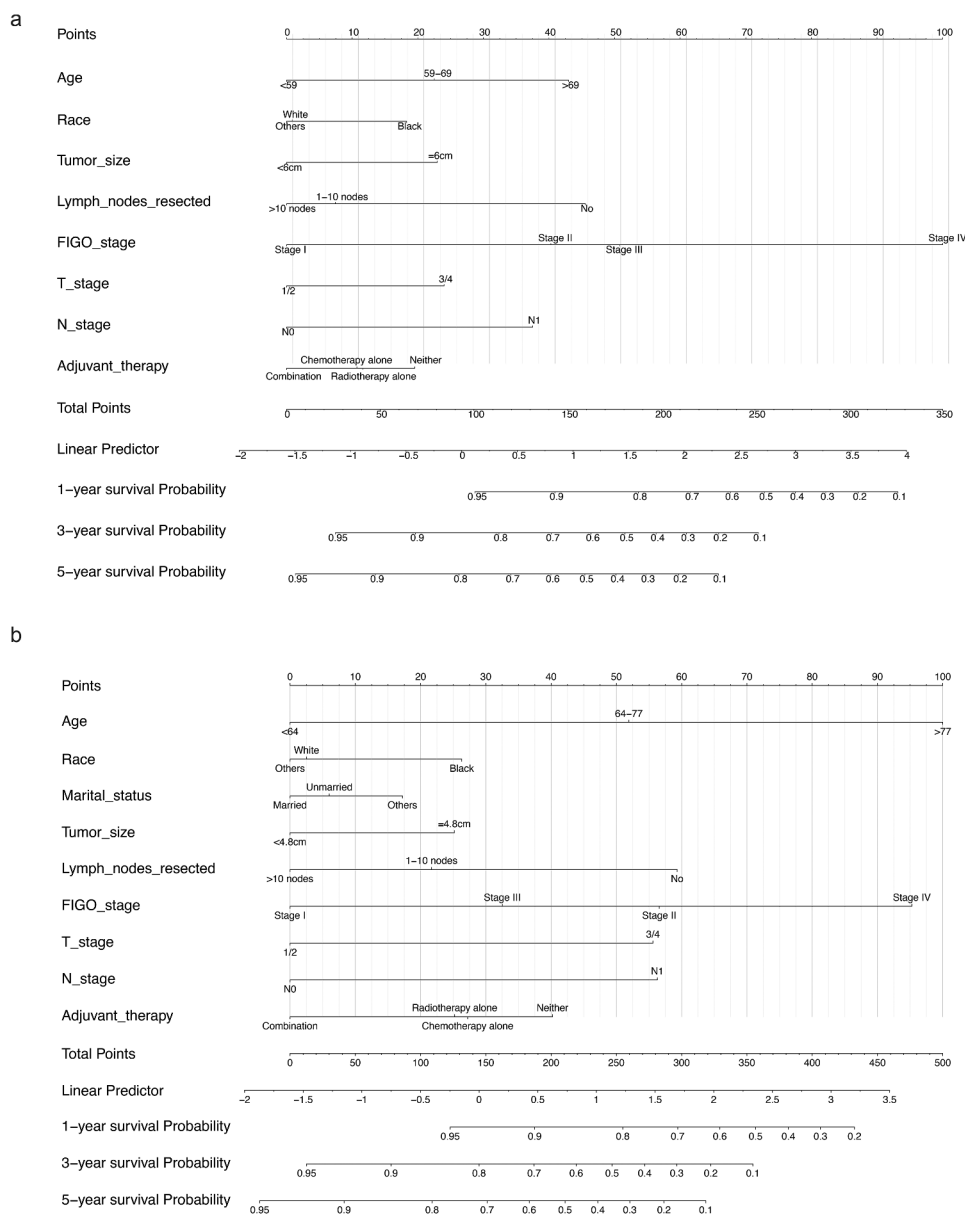 a
Points 0 10 20 30 40 50 60 70 80 90 100
Age <59 59−69 >69
Race Others White Black
Tumor_size <6cm =6cm
Lymph_nodes_resected >10 nodes 1−10 nodes No
FIGO_stage Stage I Stage II Stage III Stage IV
T_stage 1/2 3/4
N_stage N0 N1
Adjuvant_therapy Combination Chemotherapy alone Radiotherapy alone Neither
Total Points 0 50 100 150 200 250 300 350
Linear Predictor −2 −1.5 −1 −0.5 0 0.5 1 1.5 2 2.5 3 3.5 4
1−year survival Probability 0.95 0.9 0.8 0.7 0.6 0.5 0.4 0.3 0.2 0.1
3−year survival Probability 0.95 0.9 0.8 0.7 0.6 0.5 0.4 0.3 0.2 0.1
5−year survival Probability 0.95 0.9 0.8 0.7 0.6 0.5 0.4 0.3 0.2 0.1
b
Points 0 10 20 30 40 50 60 70 80 90 100
Age <64 64−77 >77
Race Others White Black
Marital_status Married Unmarried Others
Tumor_size <4.8cm =4.8cm
Lymph_nodes_resected >10 nodes 1−10 nodes No
FIGO_stage Stage I Stage III Stage II Stage IV
T_stage 1/2 3/4
N_stage N0 N1
Adjuvant_therapy Combination Radiotherapy alone Chemotherapy alone Neither
Total Points 0 50 100 150 200 250 300 350 400 450 500
Linear Predictor −2 −1.5 −1 −0.5 0 0.5 1 1.5 2 2.5 3 3.5
1−year survival Probability 0.95 0.9 0.8 0.7 0.6 0.5 0.4 0.3 0.2
3−year survival Probability 0.95 0.9 0.8 0.7 0.6 0.5 0.4 0.3 0.2 0.1
5−year survival Probability 0.95 0.9 0.8 0.7 0.6 0.5 0.4 0.3 0.2 0.1